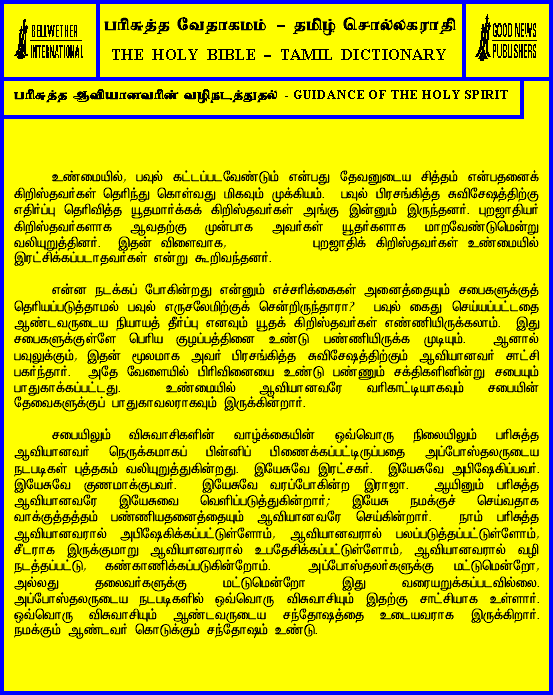 BELLWETHER
INTERNATIONAL
பரிசுத்த வேதாகமம் – தமிழ் சொல்லகராதி
THE HOLY BIBLE – TAMIL DICTIONARY
GOOD NEWS
PUBLISHERS
பரிசுத்த ஆவியானவரின் வழிநடத்துதல் - GUIDANCE OF THE HOLY SPIRIT
உண்மையில், பவுல் கட்டப்படவேண்டும் என்பது தேவனுடைய சித்தம் என்பதனைக்
கிறிஸ்தவர்கள் தெரிந்து கொள்வது மிகவும் முக்கியம். பவுல் பிரசங்கித்த சுவிசேஷத்திற்கு
எதிர்ப்பு தெரிவித்த யூதமார்க்கக் கிறிஸ்தவர்கள் அங்கு இன்னும் இருந்தனர். புறஜாதியர்
கிறிஸ்தவர்களாக ஆவதற்கு முன்பாக அவர்கள் யூதர்களாக மாறவேண்டுமென்று
வலியுறுத்தினர். இதன் விளைவாக, புறஜாதிக் கிறிஸ்தவர்கள் உண்மையில்
இரட்சிக்கப்படாதவர்கள் என்று கூறிவந்தனர்.
என்ன நடக்கப் போகின்றது என்னும் எச்சரிக்கைகள் அனைத்தையும் சபைகளுக்குத்
தெரியப்படுத்தாமல் பவுல் எருசலேமிற்குச் சென்றிருந்தாரா? பவுல் கைது செய்யப்பட்டதை
ஆண்டவருடைய நியாயத் தீர்ப்பு எனவும் யூதக் கிறிஸ்தவர்கள் எண்ணியிருக்கலாம். இது
சபைகளுக்குள்ளே பெரிய குழப்பத்தினை உண்டு பண்ணியிருக்க முடியும். ஆனால்
பவுலுக்கும், இதன் மூலமாக அவர் பிரசங்கித்த சுவிசேஷத்திற்கும் ஆவியானவர் சாட்சி
பகர்ந்தார். அதே வேளையில் பிரிவினையை உண்டு பண்ணும் சக்திகளினின்று சபையும்
பாதுகாக்கப்பட்டது. உண்மையில் ஆவியானவரே வரிகாட்டியாகவும் சபையின்
தேவைகளுக்குப் பாதுகாவலராகவும் இருக்கின்றார்.
சபையிலும் விசுவாசிகளின் வாழ்க்கையின் ஒவ்வொரு நிலையிலும் பரிசுத்த
ஆவியானவர் நெருக்கமாகப் பின்னிப் பிணைக்கப்பட்டிருப்பதை அப்போஸ்தலருடைய
நடபடிகள் புத்தகம் வலியுறுத்துகின்றது. இயேசுவே இரட்சகர். இயேசுவே அபிஷேகிப்பவர்.
இயேசுவே குணமாக்குபவர். இயேசுவே வரப்போகின்ற இராஜா. ஆயினும் பரிசுத்த
ஆவியானவரே இயேசுவை வெளிப்படுத்துகின்றார்; இயேசு நமக்குச் செய்வதாக
வாக்குத்தத்தம் பண்ணியதனைத்தையும் ஆவியானவரே செய்கின்றார். நாம் பரிசுத்த
ஆவியானவரால் அபிஷேகிக்கப்பட்டுள்ளோம், ஆவியானவரால் பலப்படுத்தப்பட்டுள்ளோம்,
சீடராக இருக்குமாறு ஆவியானவரால் உபதேசிக்கப்பட்டுள்ளோம், ஆவியானவரால் வழி
நடத்தப்பட்டு, கண்காணிக்கப்படுகின்றோம். அப்போஸ்தலர்களுக்கு மட்டுமென்றோ,
அல்லது தலைவர்களுக்கு மட்டுமென்றோ இது வரையறுக்கப்படவில்லை.
அப்போஸ்தலருடைய நடபடிகளில் ஒவ்வொரு விசுவாசியும் இதற்கு சாட்சியாக உள்ளார்.
ஒவ்வொரு விசுவாசியும் ஆண்டவருடைய சந்தோஷத்தை உடையவராக இருக்கிறார்.
நமக்கும் ஆண்டவர் கொடுக்கும் சந்தோஷம் உண்டு.